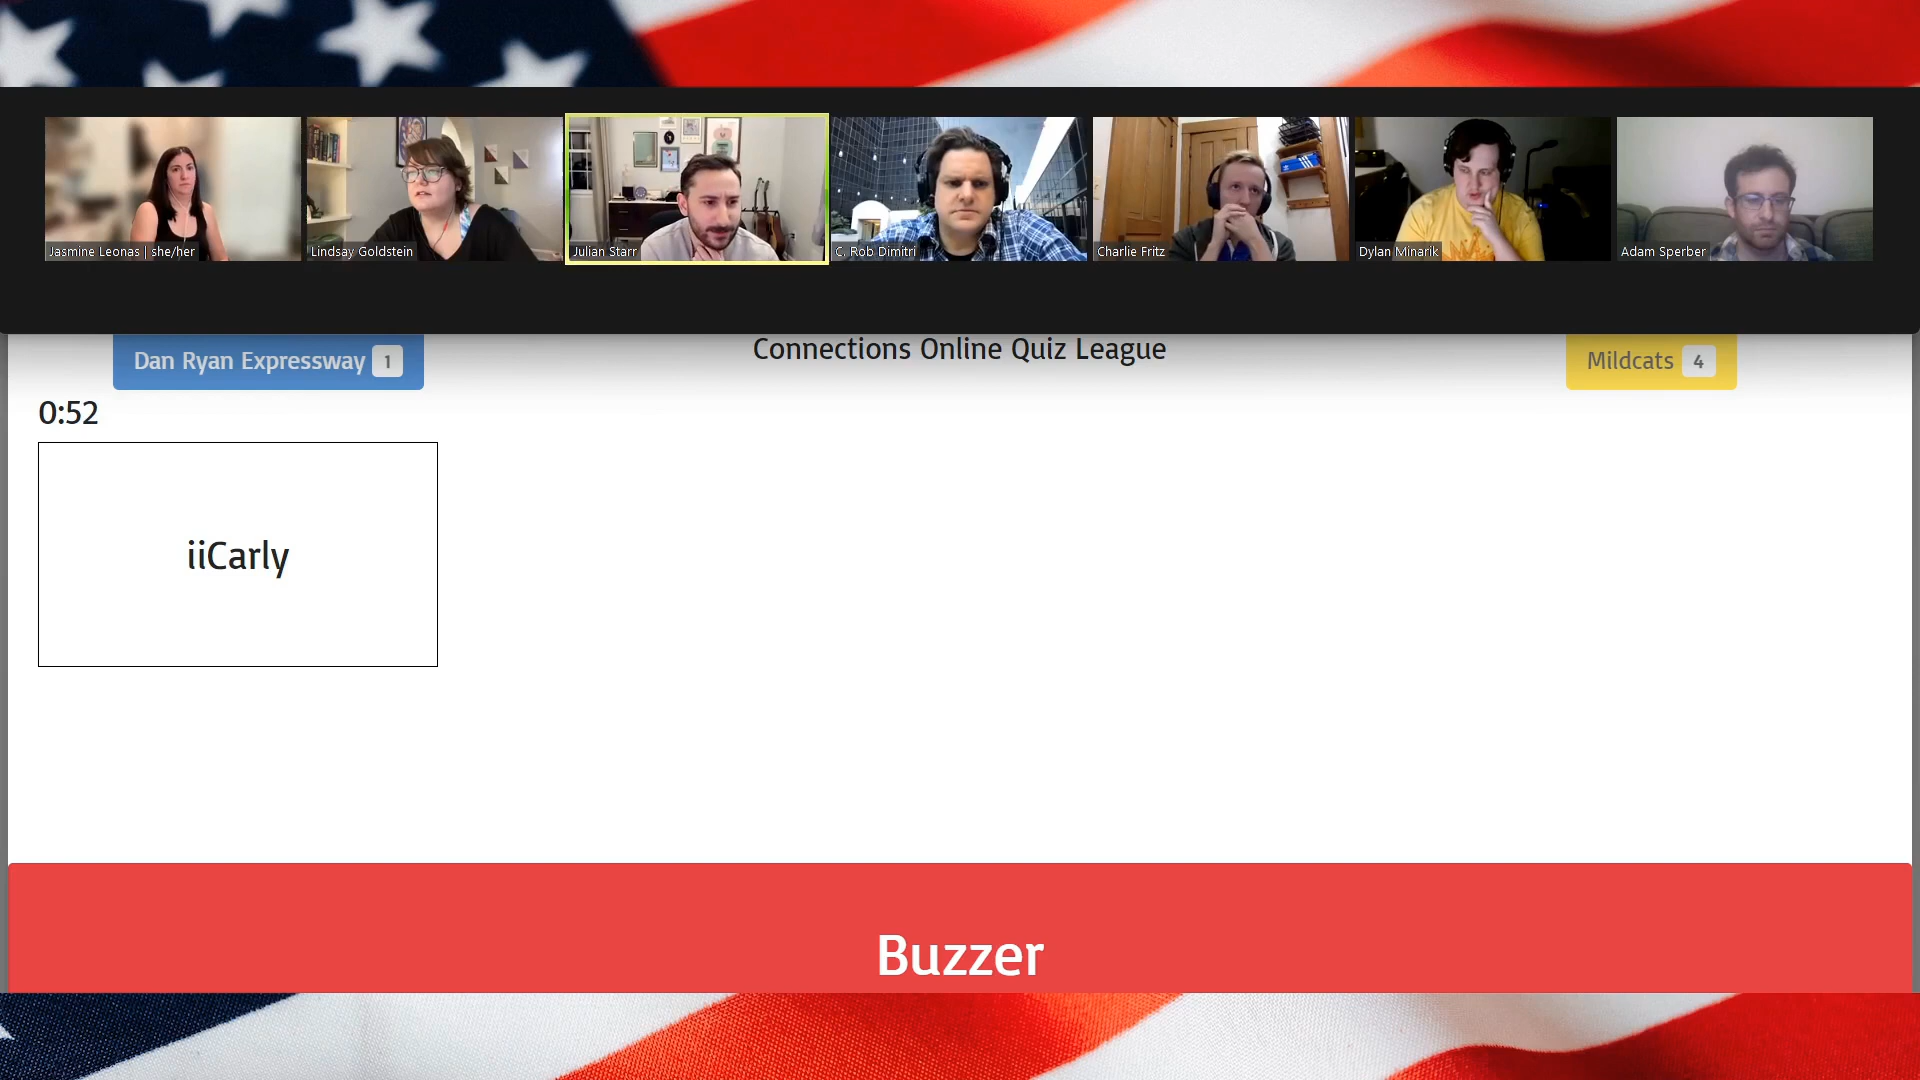 Jasmine Leonas | she/her
Lindsay Goldstein
Julian Starr
C. Rob Dimitri
Charlie Fritz
Dylan Minarik
Adam Sperber
Dan Ryan Expressway 1
Connections Online Quiz League
Mildcats 4
0:52
iiCarly
Buzzer